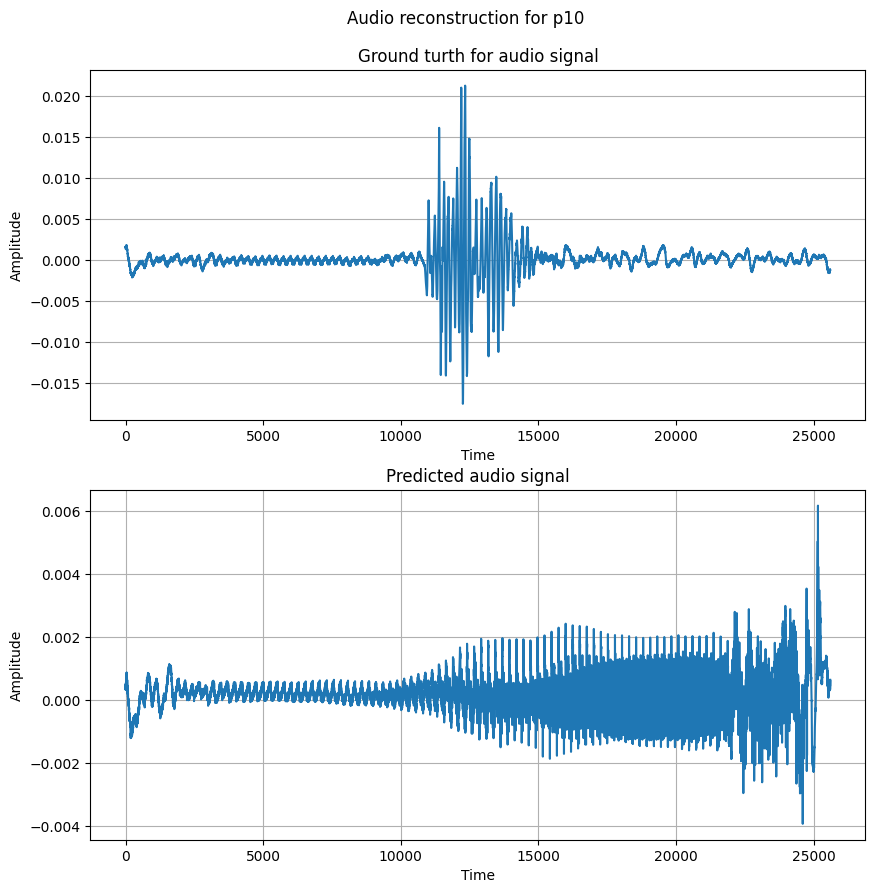 Audio reconstruction for p10
Ground turth for audio signal
0.020
0.015
0.010
0.005
0.000
−0.005
−0.010
−0.015
Amplitude
0 5000 10000 15000 20000 25000
Time
Predicted audio signal
0.006
0.004
0.002
0.000
−0.002
−0.004
Amplitude
0 5000 10000 15000 20000 25000
Time